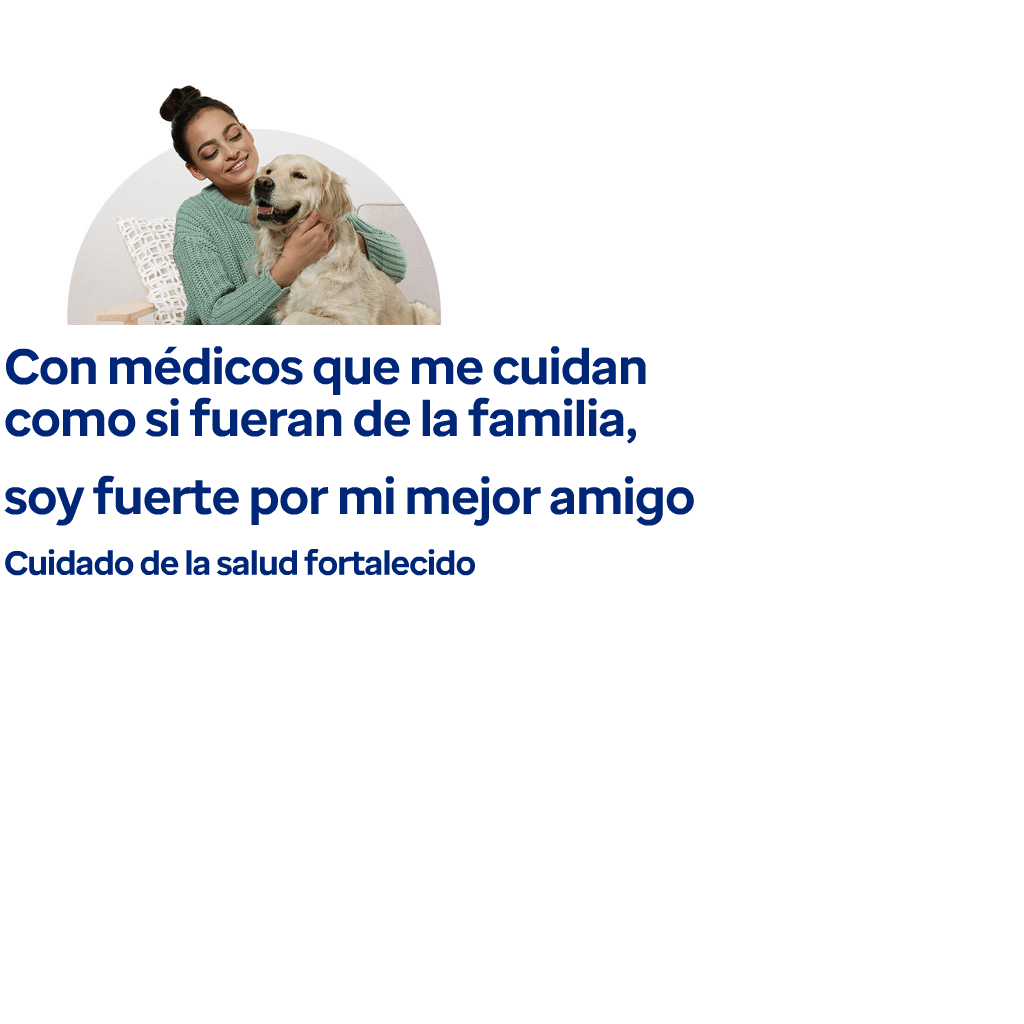 Con médicos que me cuidan
como si fueran de la familia,
soy fuerte por mi mejor amigo
Cuidado de la salud fortalecido